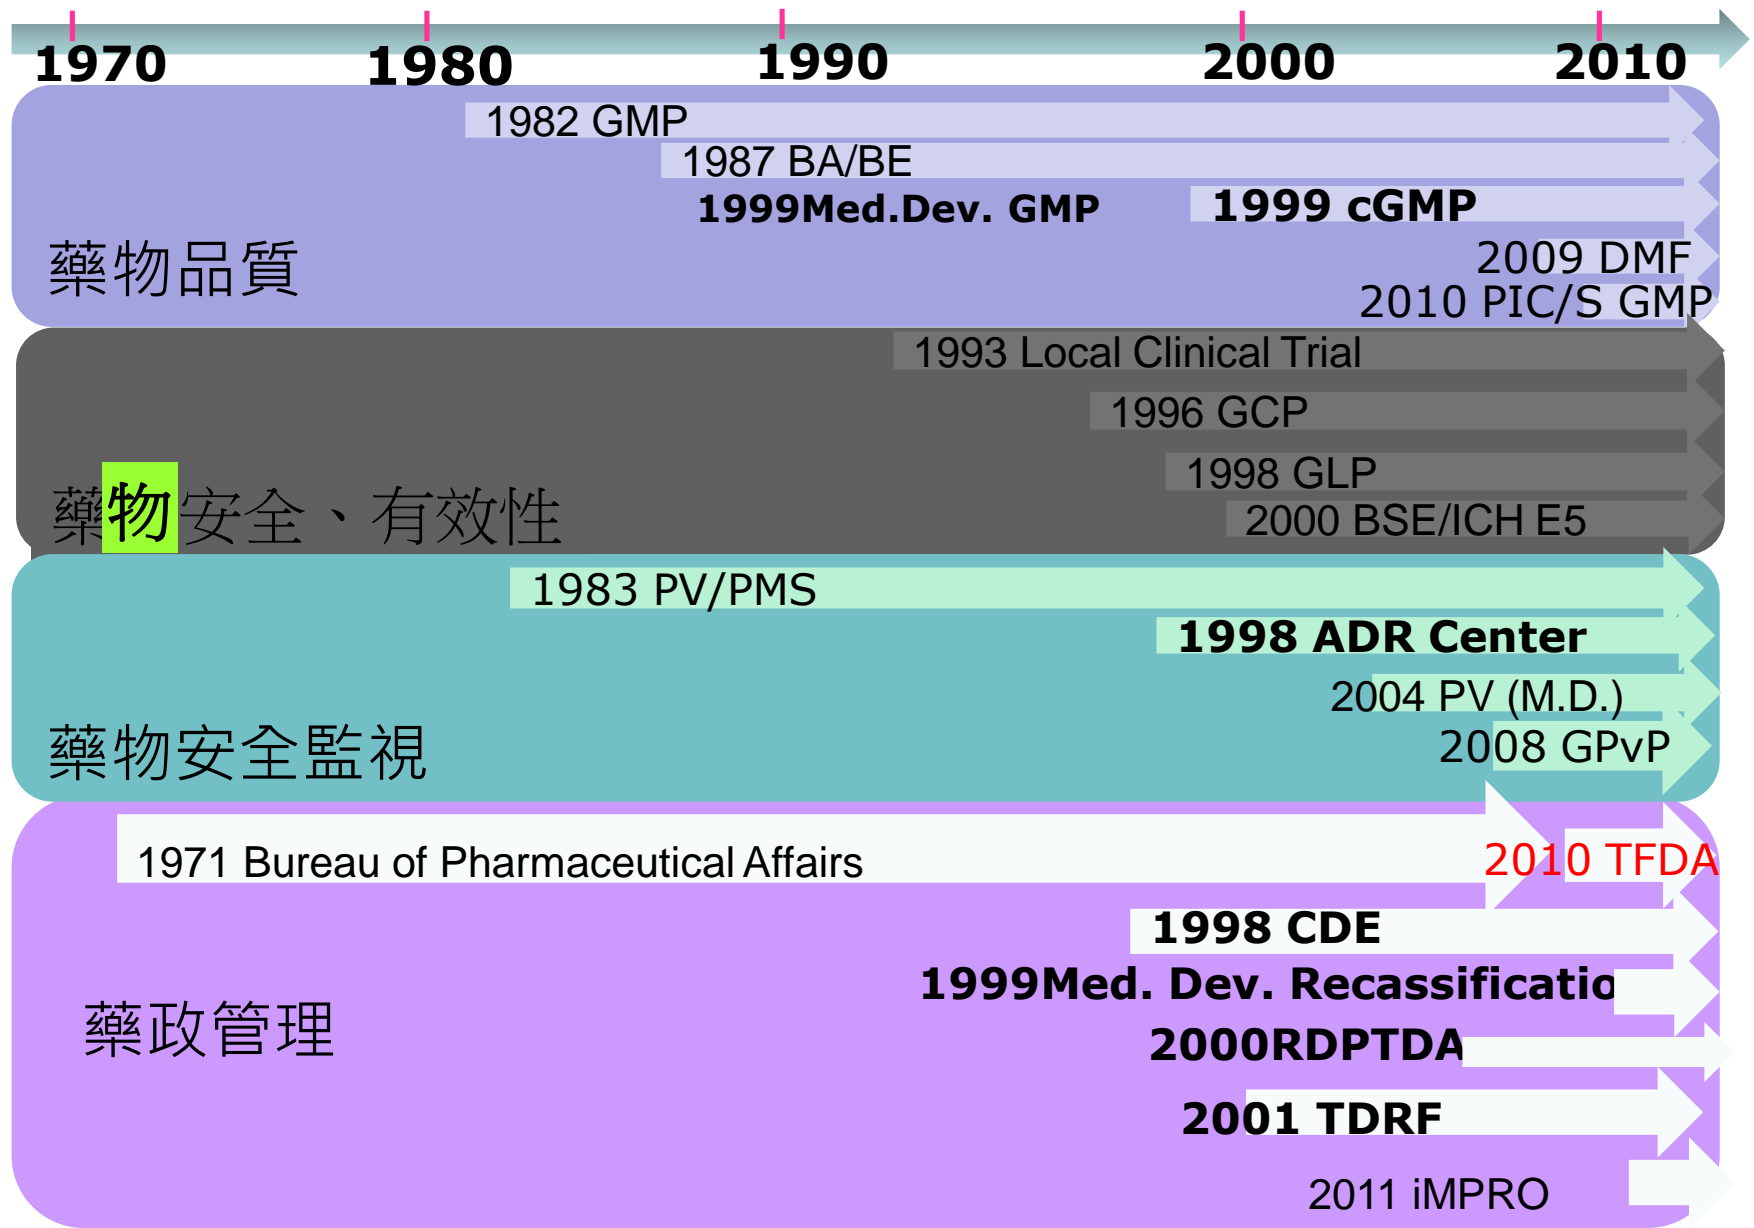 1970
1980
1990
2000
2010
1982 GMP
1987 BA/BE
1999Med.Dev. GMP
1999 cGMP
藥物品質
2009 DMF
2010 PIC/S GMP
1993 Local Clinical Trial
1996 GCP
1998 GLP
藥物安全、有效性
2000 BSE/ICH E5
1983 PV/PMS
1998 ADR Center
2004 PV (M.D.)
藥物安全監視
2008 GPvP
1971 Bureau of Pharmaceutical Affairs
2010 TFDA
1998 CDE
1999Med. Dev. Recassificatio
藥政管理
2000RDPTDA
2001 TDRF
2011 iMPRO